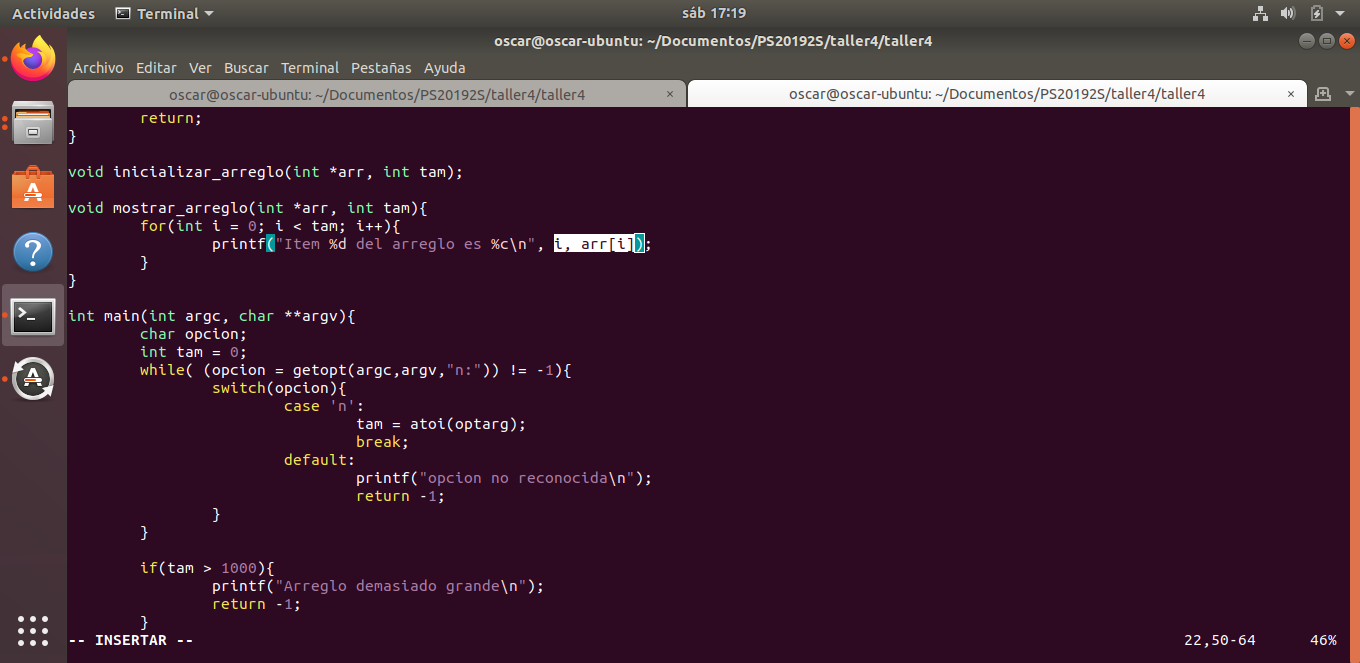 Actividades Terminal sáb 17:19
oscar@oscar-ubuntu: ~/Documentos/PS20192S/taller4/taller4
Archivo Editar Ver Buscar Terminal Pestañas Ayuda
oscar@oscar-ubuntu: ~/Documentos/PS20192S/taller4/taller4 × oscar@oscar-ubuntu: ~/Documentos/PS20192S/taller4/taller4 ×
        return;
}
void inicializar_arreglo(int *arr, int tam);
void mostrar_arreglo(int *arr, int tam){
        for(int i = 0; i < tam; i++){
                printf("Item %d del arreglo es %c\n", i, arr[i]);
        }
}
int main(int argc, char **argv){
        char opcion;
        int tam = 0;
        while( (opcion = getopt(argc,argv,"n:")) != -1){
                switch(opcion){
                        case 'n':
                                tam = atoi(optarg);
                                break;
                        default:
                                printf("opcion no reconocida\n");
                                return -1;
                }
        }
        if(tam > 1000){
                printf("Arreglo demasiado grande\n");
                return -1;
        }
-- INSERTAR -- 22,50-64 46%